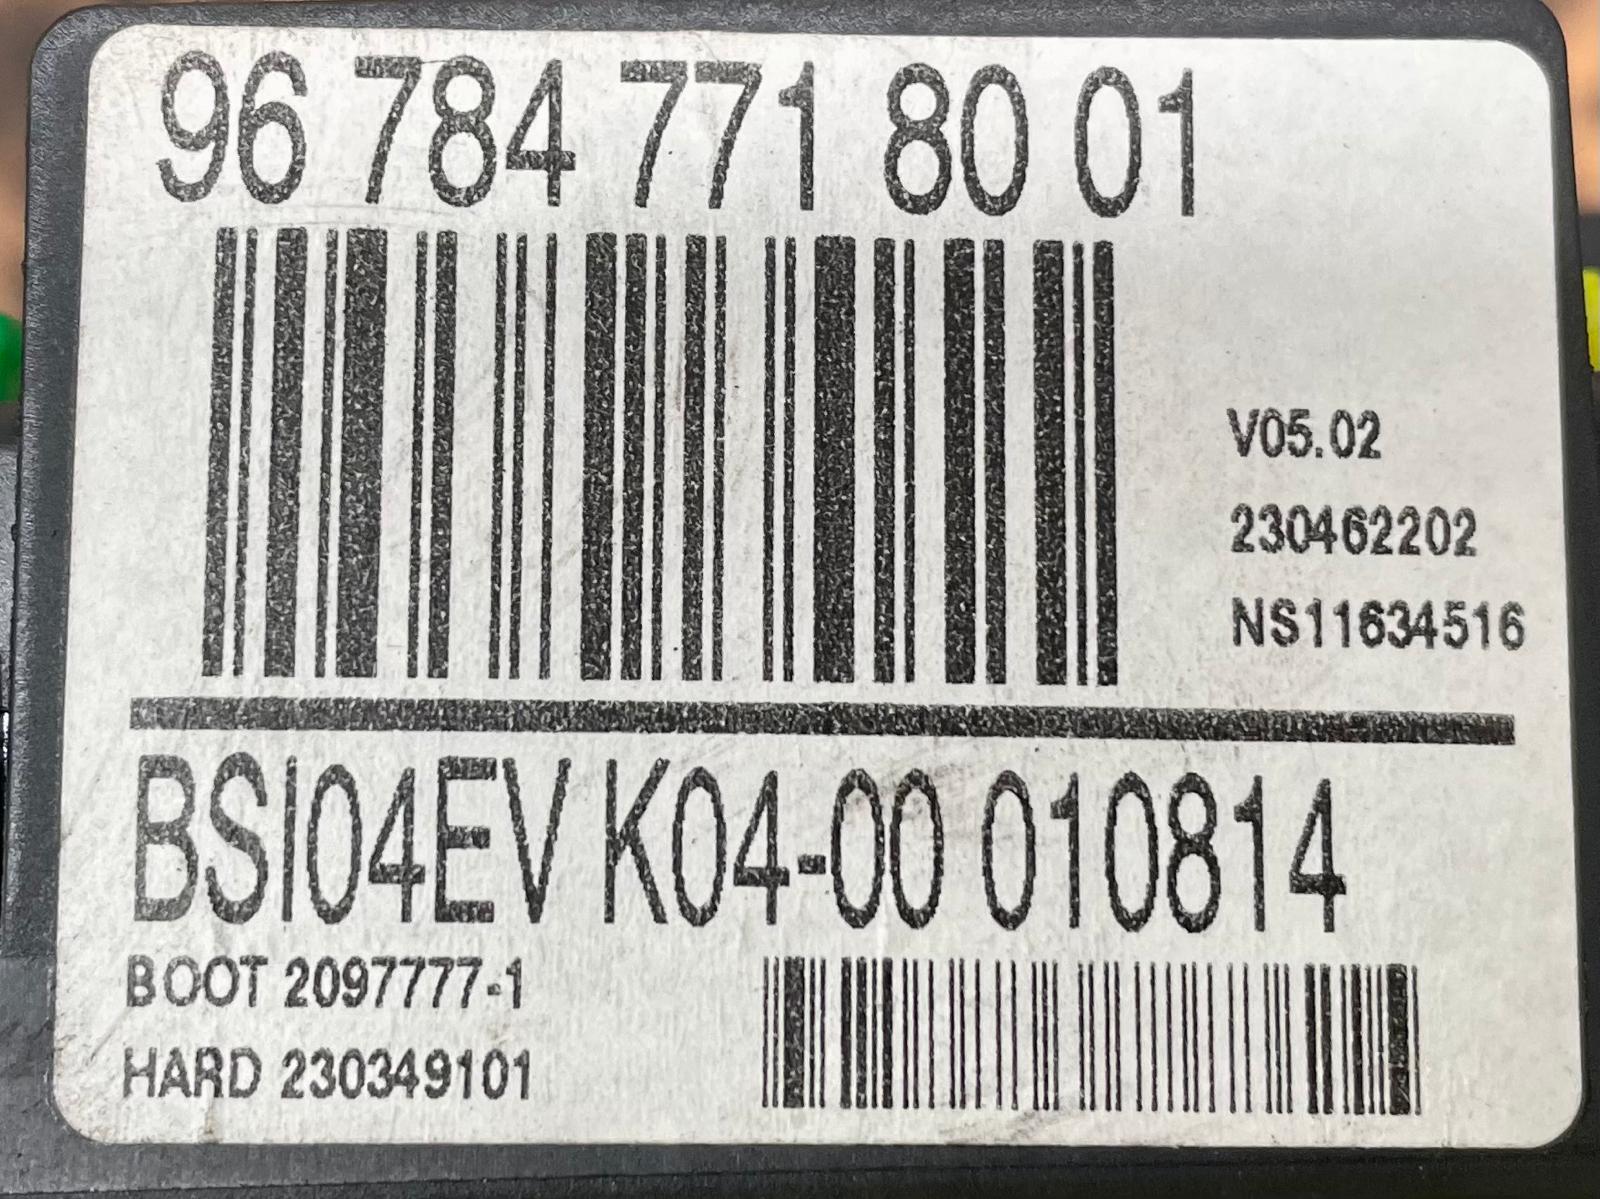 96 784 771 80 01
V05.02
230462202
NS11634516
BSI04EV K04-00 010814
BOOT 2097777-1
HARD 230349101